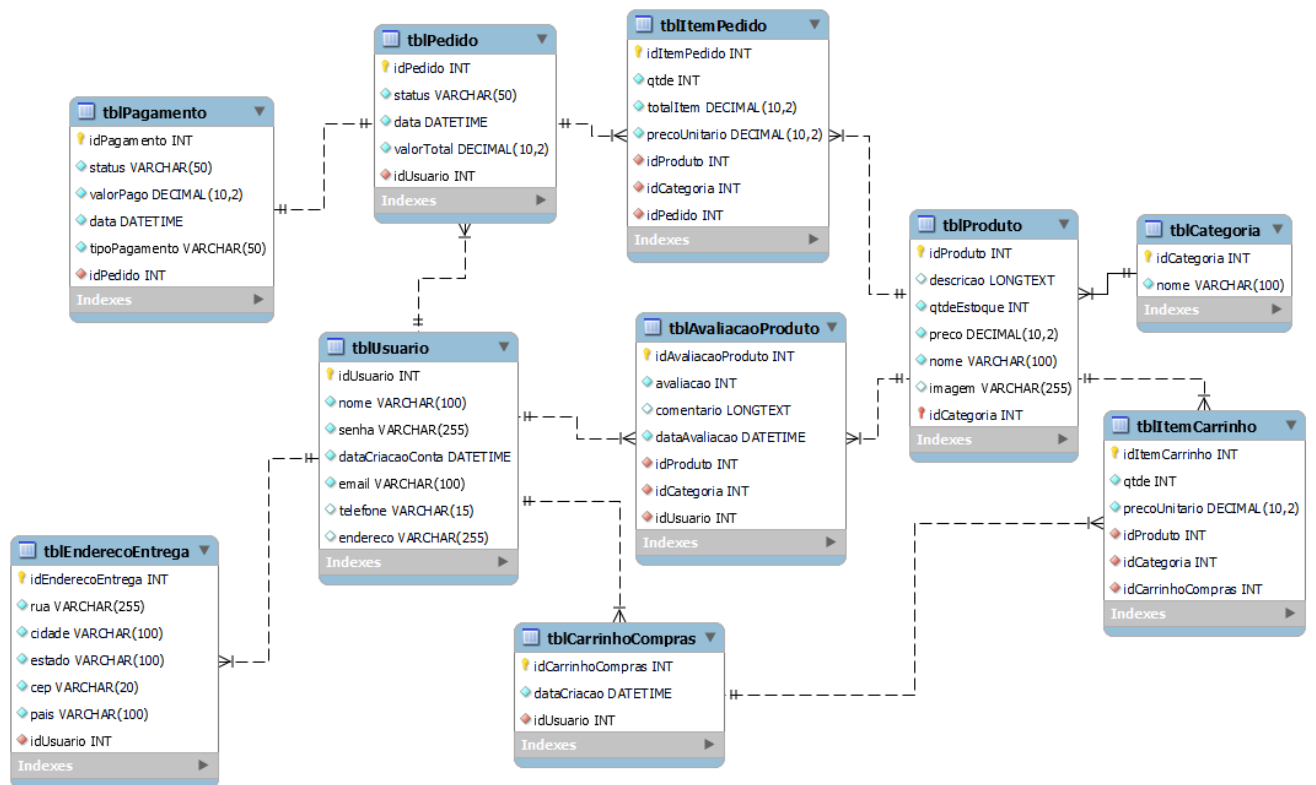 tblPagamento
idPagamento INT
status VARCHAR(50)
valorPago DECIMAL(10,2)
data DATETIME
tipoPagamento VARCHAR(50)
idPedido INT
Indexes
tblPedido
idPedido INT
status VARCHAR(50)
data DATETIME
valorTotal DECIMAL(10,2)
idUsuario INT
Indexes
tblItemPedido
idItemPedido INT
qtde INT
totalItem DECIMAL(10,2)
precoUnitario DECIMAL(10,2)
idProduto INT
idCategoria INT
idPedido INT
Indexes
tblProduto
idProduto INT
descricao LONGTEXT
qtdeEstoque INT
preco DECIMAL(10,2)
nome VARCHAR(100)
imagem VARCHAR(255)
idCategoria INT
Indexes
tblCategoria
idCategoria INT
nome VARCHAR(100)
Indexes
tblUsuario
idUsuario INT
nome VARCHAR(100)
senha VARCHAR(255)
dataCriacaoConta DATETIME
email VARCHAR(100)
telefone VARCHAR(15)
endereco VARCHAR(255)
Indexes
tblAvaliacaoProduto
idAvaliacaoProduto INT
avaliacao INT
comentario LONGTEXT
dataAvaliacao DATETIME
idProduto INT
idCategoria INT
idUsuario INT
Indexes
tblItemCarrinho
idItemCarrinho INT
qtde INT
precoUnitario DECIMAL(10,2)
idProduto INT
idCategoria INT
idCarrinhoCompras INT
Indexes
tblEnderecoEntrega
idEnderecoEntrega INT
rua VARCHAR(255)
cidade VARCHAR(100)
estado VARCHAR(100)
cep VARCHAR(20)
pais VARCHAR(100)
idUsuario INT
Indexes
tblCarrinhoCompras
idCarrinhoCompras INT
dataCriacao DATETIME
idUsuario INT
Indexes